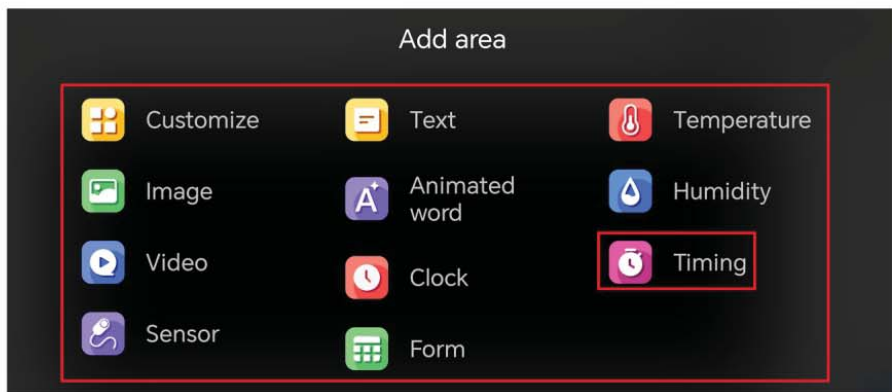 Add area
Customize
Text
Temperature
Image
Animated
word
Humidity
Video
Clock
Timing
Sensor
Form